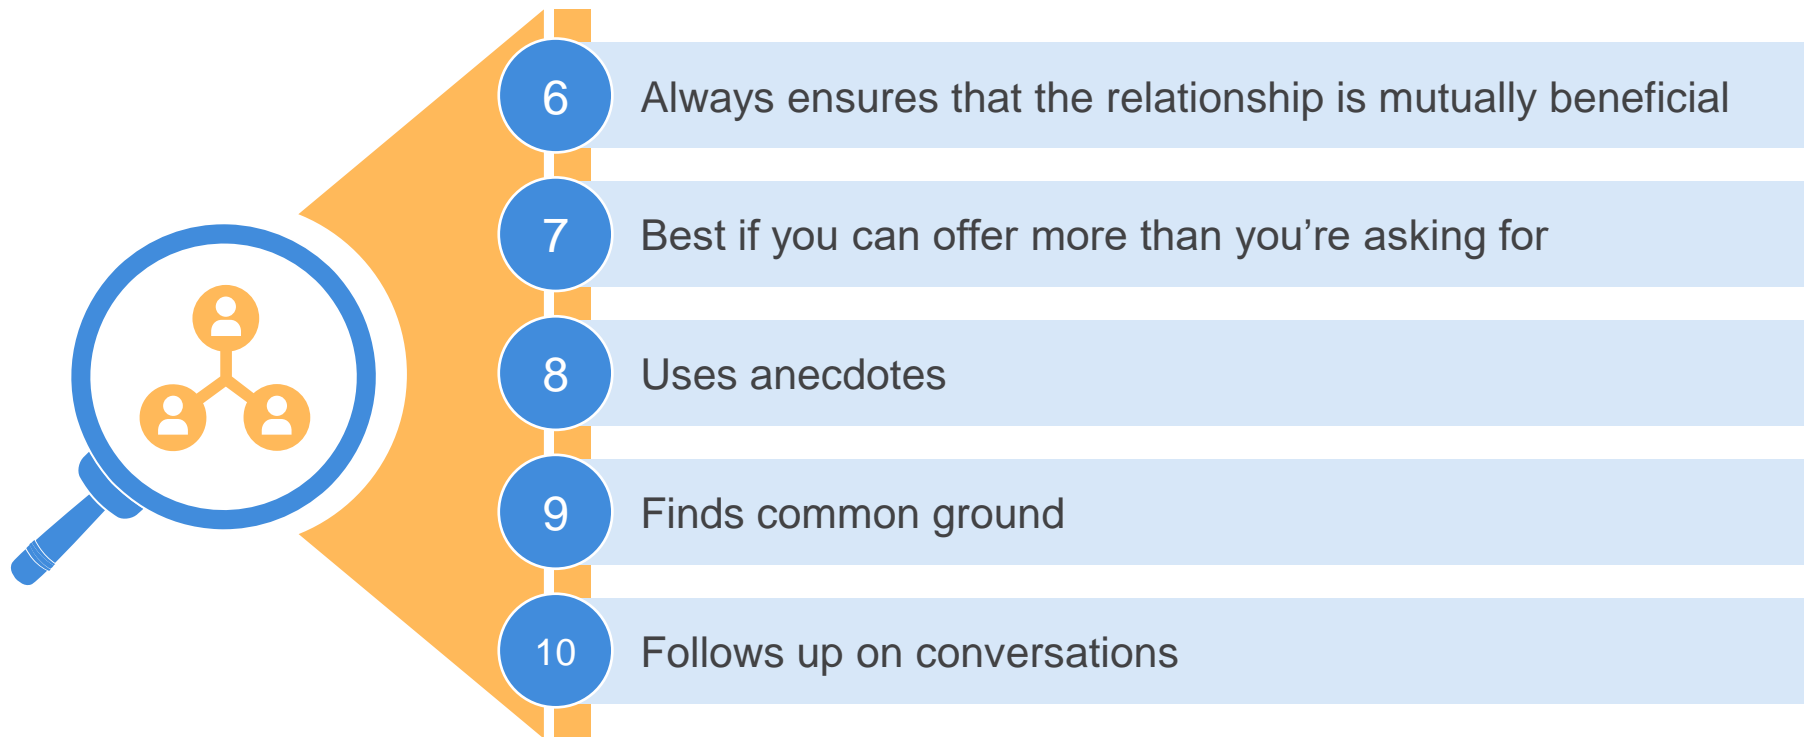 6 Always ensures that the relationship is mutually beneficial
7 Best if you can offer more than you’re asking for
8 Uses anecdotes
9 Finds common ground
10 Follows up on conversations